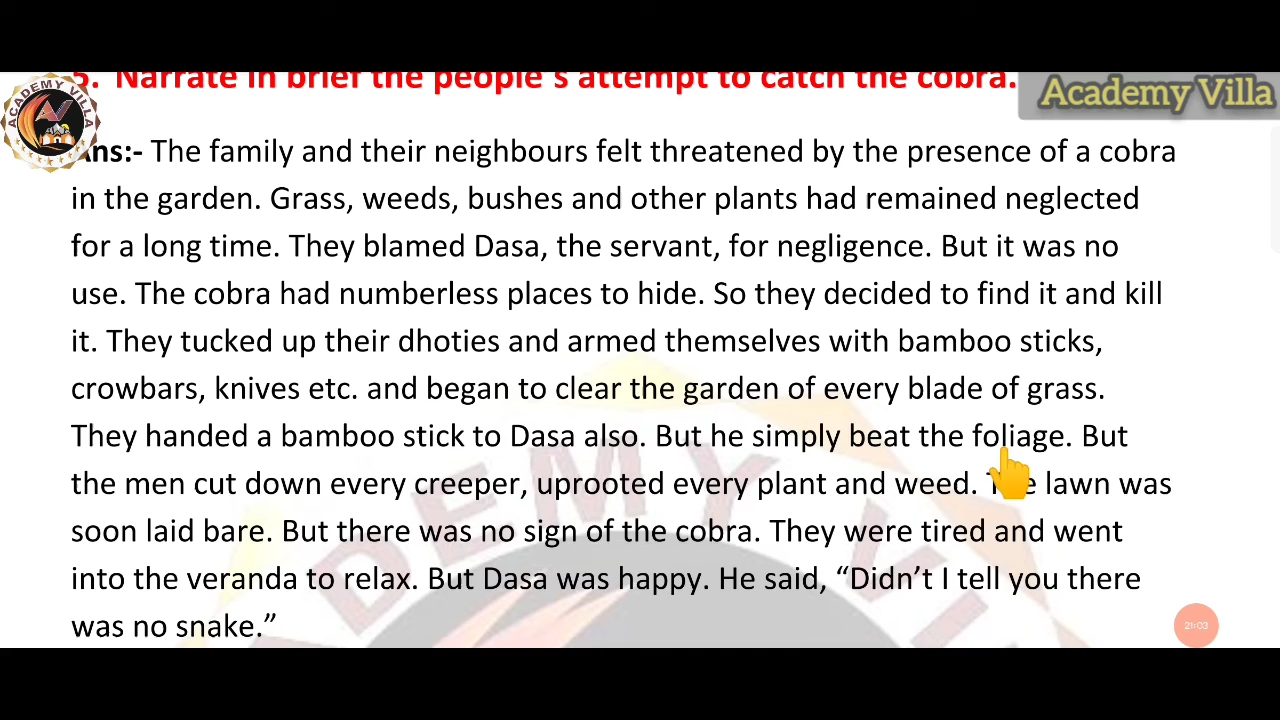 5. Narrate in brief the people's attempt to catch the cobra.
Academy Villa
ACADEMY VILLA
Ans:- The family and their neighbours felt threatened by the presence of a cobra
in the garden. Grass, weeds, bushes and other plants had remained neglected
for a long time. They blamed Dasa, the servant, for negligence. But it was no
use. The cobra had numberless places to hide. So they decided to find it and kill
it. They tucked up their dhoties and armed themselves with bamboo sticks,
crowbars, knives etc. and began to clear the garden of every blade of grass.
They handed a bamboo stick to Dasa also. But he simply beat the foliage. But
the men cut down every creeper, uprooted every plant and weed. The lawn was
soon laid bare. But there was no sign of the cobra. They were tired and went
into the veranda to relax. But Dasa was happy. He said, “Didn’t I tell you there
was no snake.”
21:03